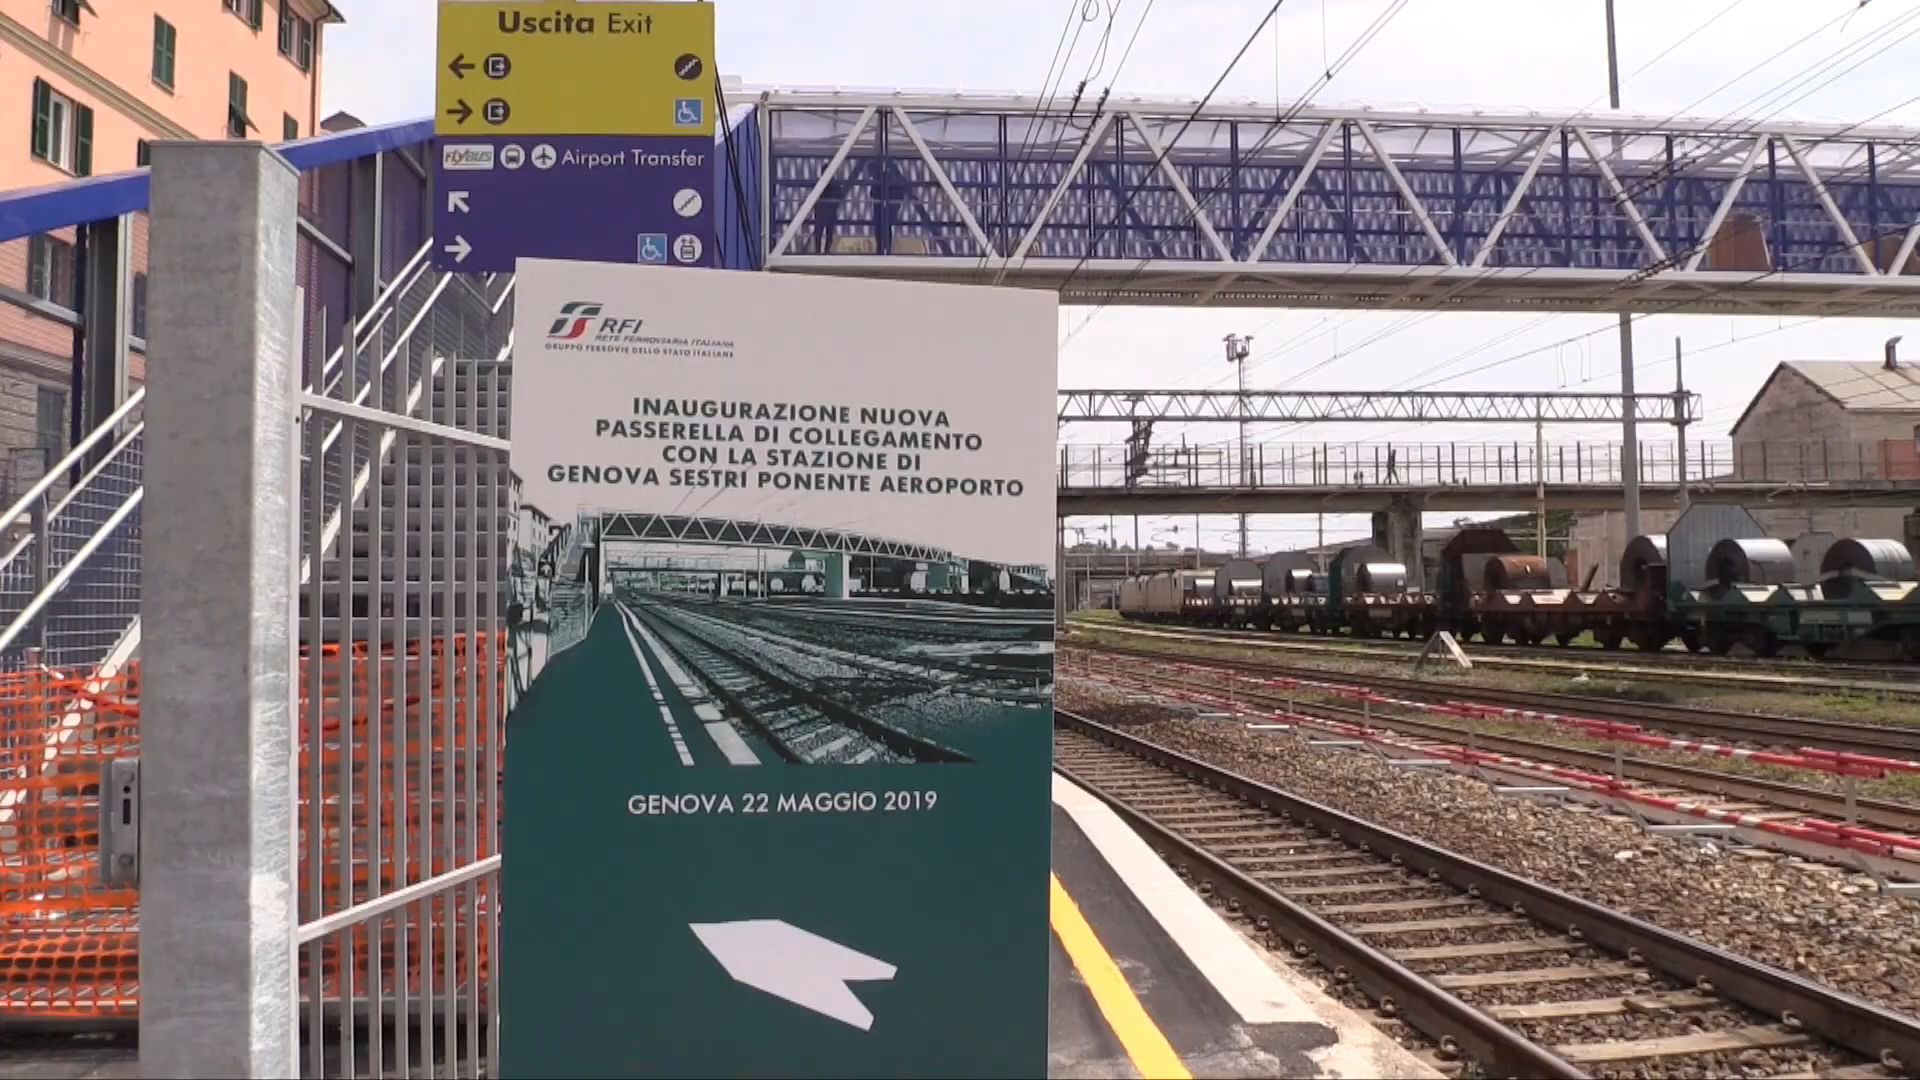 Uscita Exit
FLYBUS Airport Transfer
RFI
RETE FERROVIARIA ITALIANA
GRUPPO FERROVIE DELLO STATO ITALIANE
INAUGURAZIONE NUOVA
PASSERELLA DI COLLEGAMENTO
CON LA STAZIONE DI
GENOVA SESTRI PONENTE AEROPORTO
GENOVA 22 MAGGIO 2019